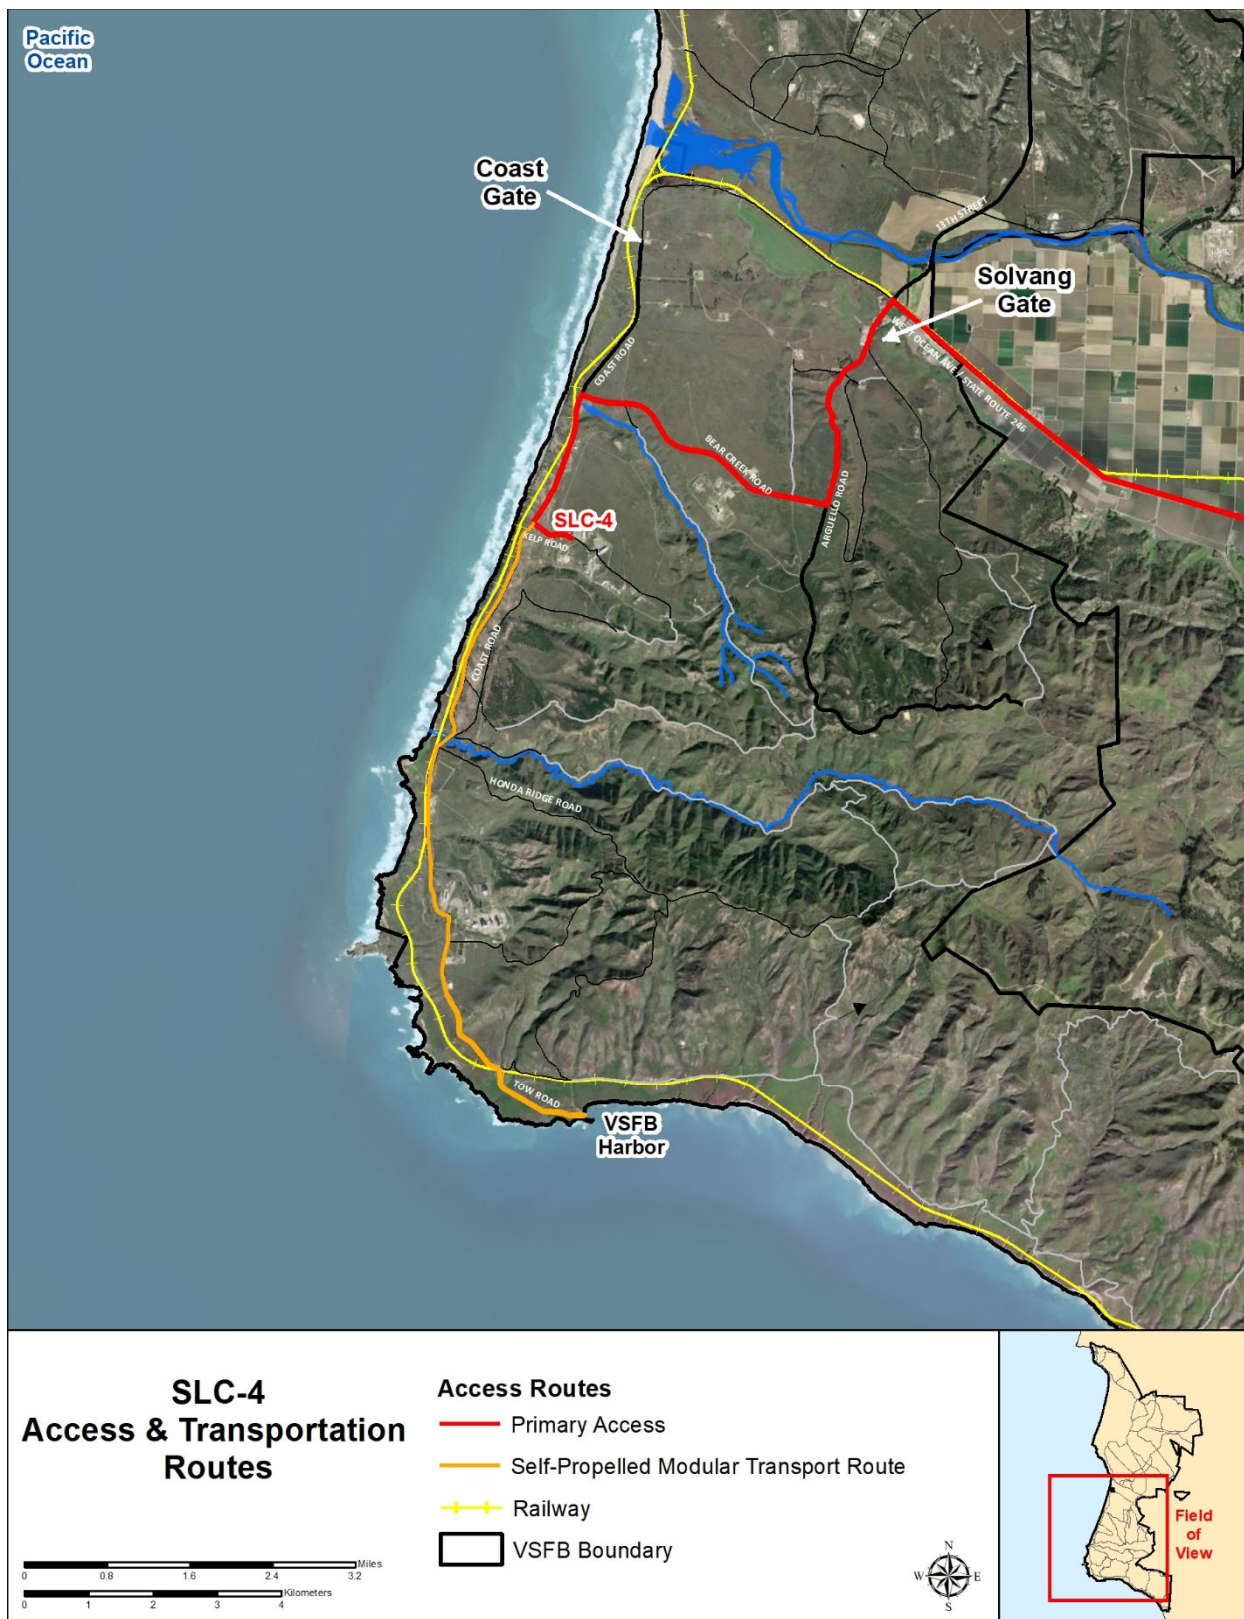 Pacific
Ocean
Coast
Gate
13TH STREET
Solvang
Gate
WEST OCEAN AVE / STATE ROUTE 246
COAST ROAD
BEAR CREEK ROAD
ARGUELLO ROAD
SLC-4
KELP ROAD
COAST ROAD
HONDA RIDGE ROAD
TOW ROAD
VSFB
Harbor
SLC-4
Access & Transportation
Routes
Access Routes
Primary Access
Self-Propelled Modular Transport Route
Railway
VSFB Boundary
Miles
0 0.8 1.6 2.4 3.2
Kilometers
0 1 2 3 4
N
W E
S
Field
of
View